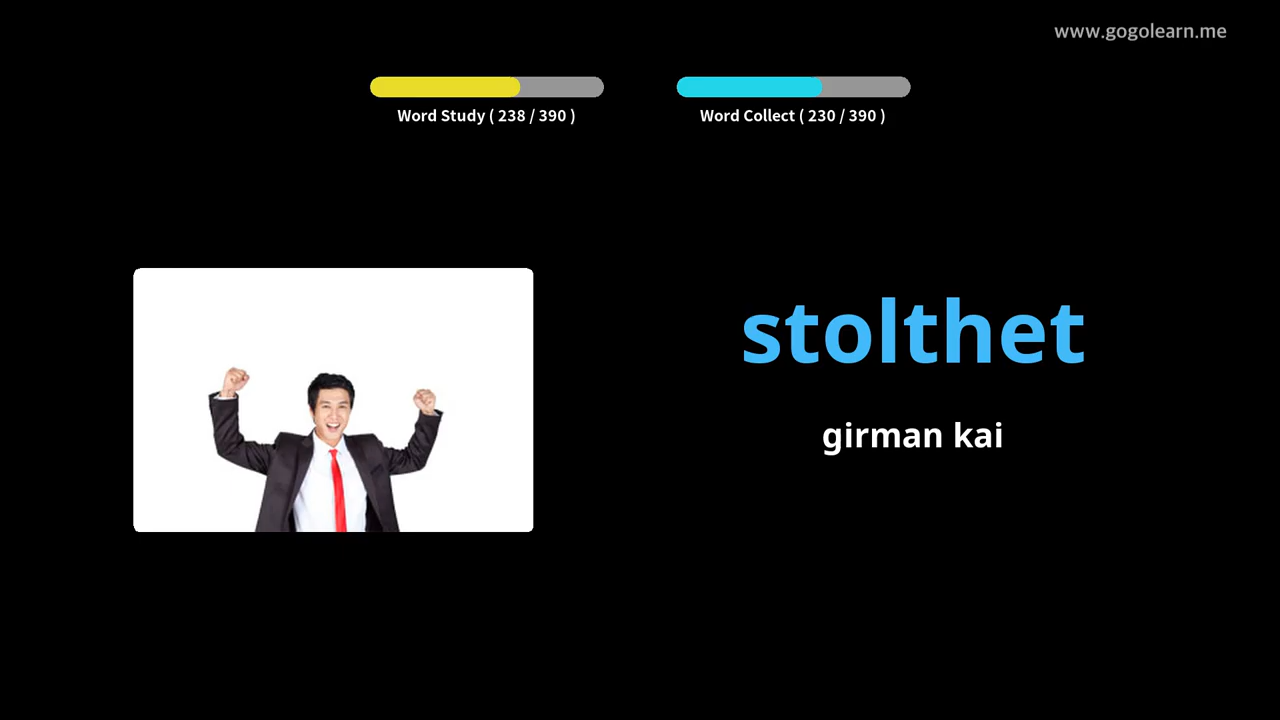 www.gogolearn.me
Word Study ( 238 / 390 )
Word Collect ( 230 / 390 )
stolthet
girman kai